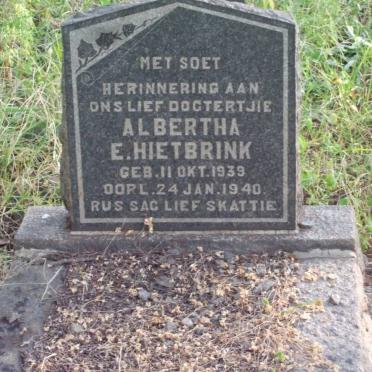 MET SOET
HERINNERING AAN
ONS LIEF DOGTERTJIE
ALBERTHA
E. HIETBRINK
GEB. 11 OKT. 1939
OORL. 24 JAN. 1940.
RUS SAG LIEF SKATTIE